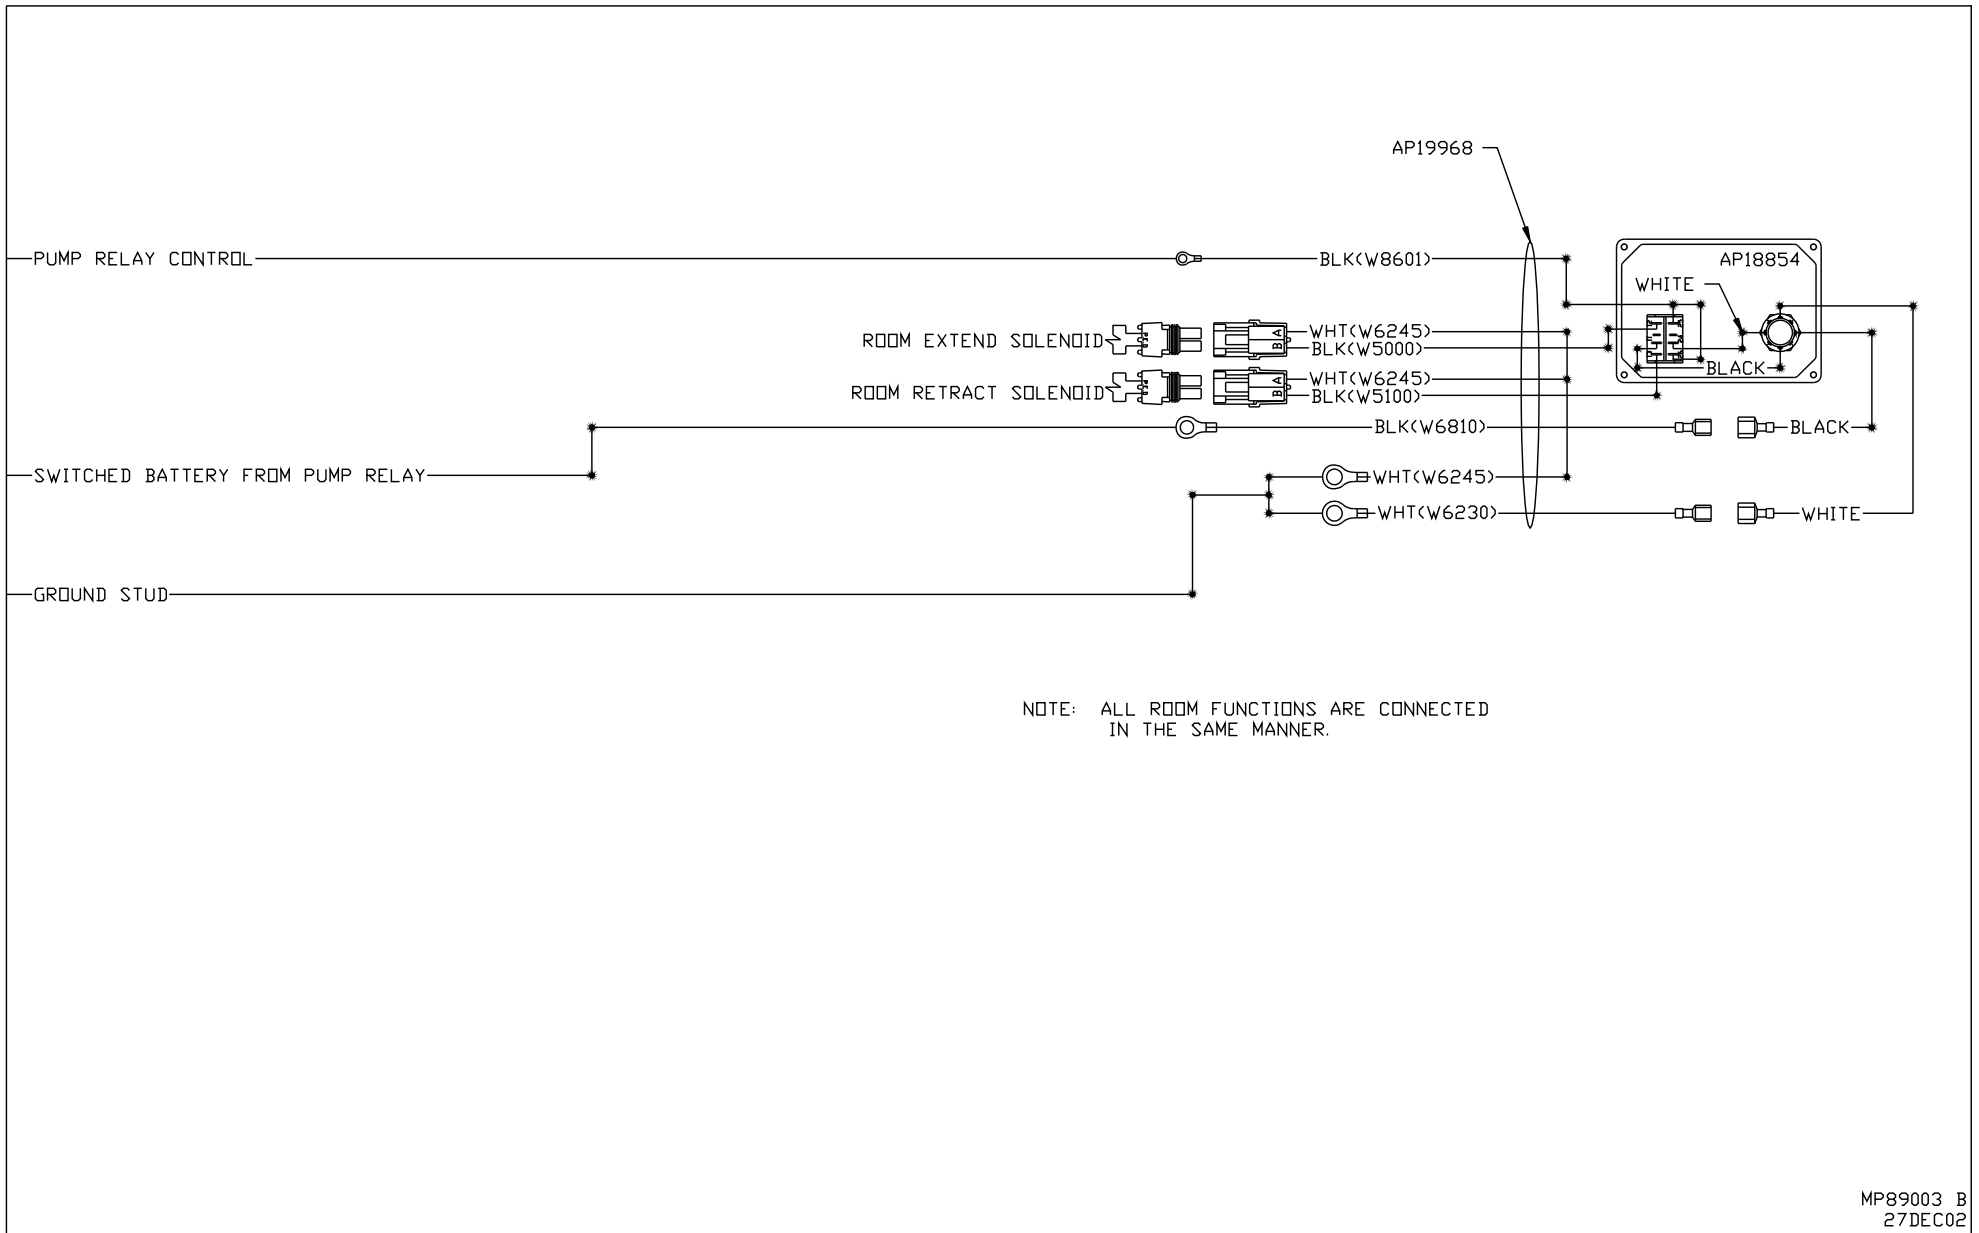 AP19968
PUMP RELAY CONTROL
BLK(W8601)
AP18854
WHITE
ROOM EXTEND SOLENOID
A
B
WHT(W6245)
BLK(W5000)
BLACK
ROOM RETRACT SOLENOID
A
B
WHT(W6245)
BLK(W5100)
BLK(W6810)
BLACK
SWITCHED BATTERY FROM PUMP RELAY
WHT(W6245)
WHT(W6230)
WHITE
GROUND STUD
NOTE: ALL ROOM FUNCTIONS ARE CONNECTED
IN THE SAME MANNER.
MP89003 B
27DEC02